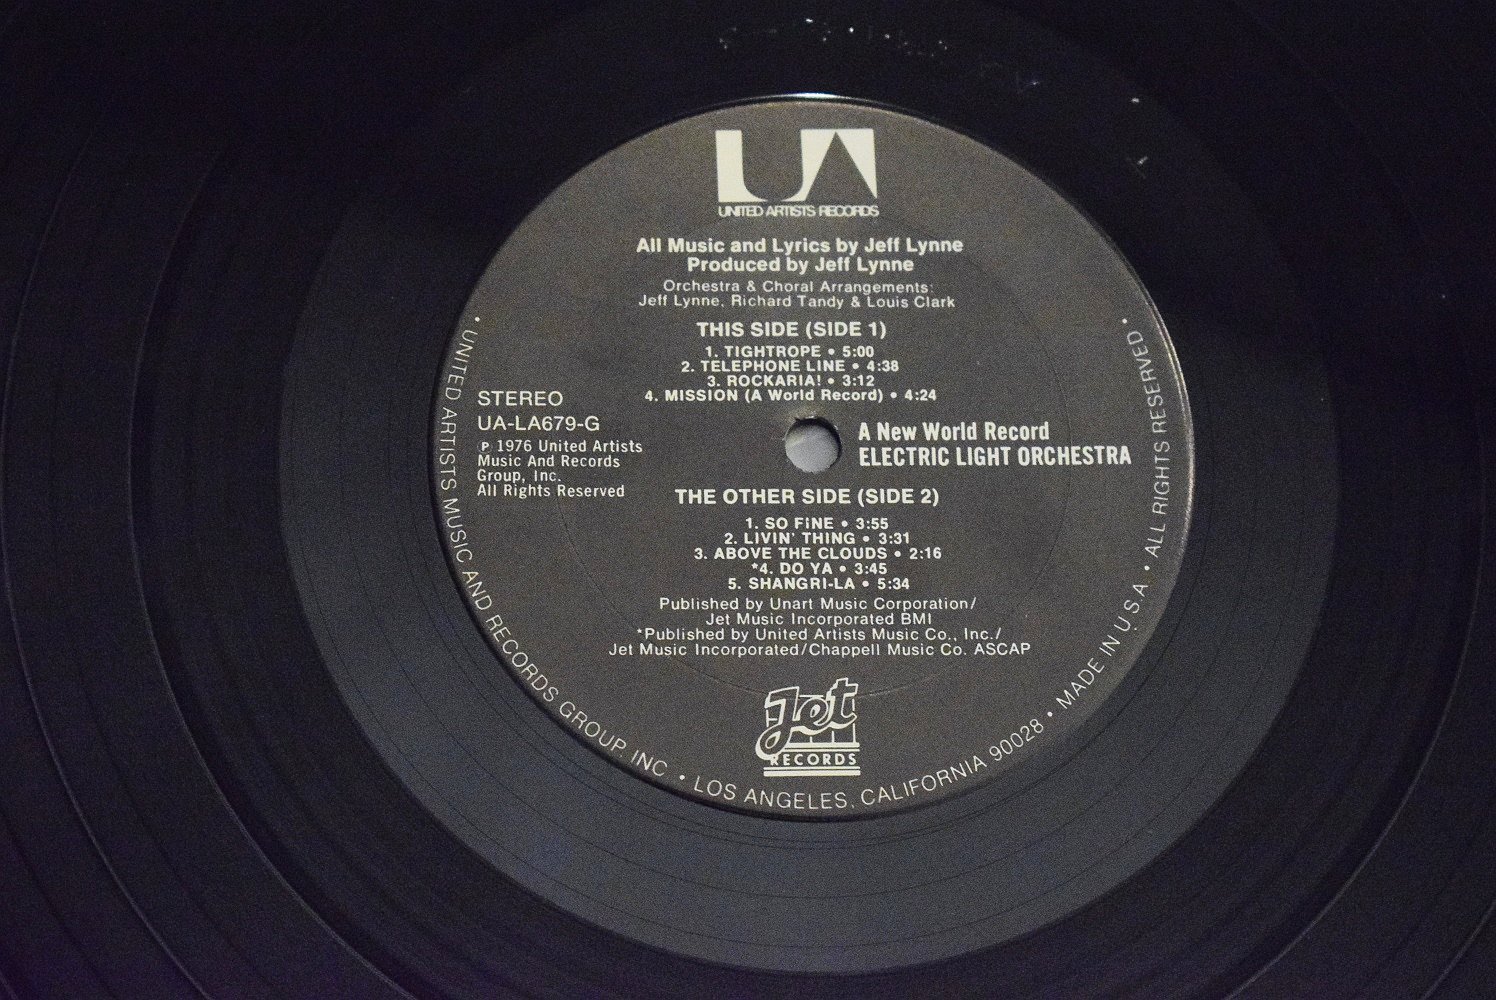 UA
UNITED ARTISTS RECORDS
All Music and Lyrics by Jeff Lynne
Produced by Jeff Lynne
Orchestra & Choral Arrangements:
Jeff Lynne, Richard Tandy & Louis Clark
THIS SIDE (SIDE 1)
1. TIGHTROPE • 5:00
2. TELEPHONE LINE • 4:38
3. ROCKARIA! • 3:12
4. MISSION (A World Record) • 4:24
STEREO
UA-LA679-G
℗ 1976 United Artists
Music And Records
Group, Inc.
All Rights Reserved
A New World Record
ELECTRIC LIGHT ORCHESTRA
THE OTHER SIDE (SIDE 2)
1. SO FINE • 3:55
2. LIVIN' THING • 3:31
3. ABOVE THE CLOUDS • 2:16
*4. DO YA • 3:45
5. SHANGRI-LA • 5:34
Published by Unart Music Corporation/
Jet Music Incorporated BMI
*Published by United Artists Music Co., Inc./
Jet Music Incorporated/Chappell Music Co. ASCAP
Jet
RECORDS
• UNITED ARTISTS MUSIC AND RECORDS GROUP, INC. • LOS ANGELES, CALIFORNIA 90028 • MADE IN U.S.A. • ALL RIGHTS RESERVED •